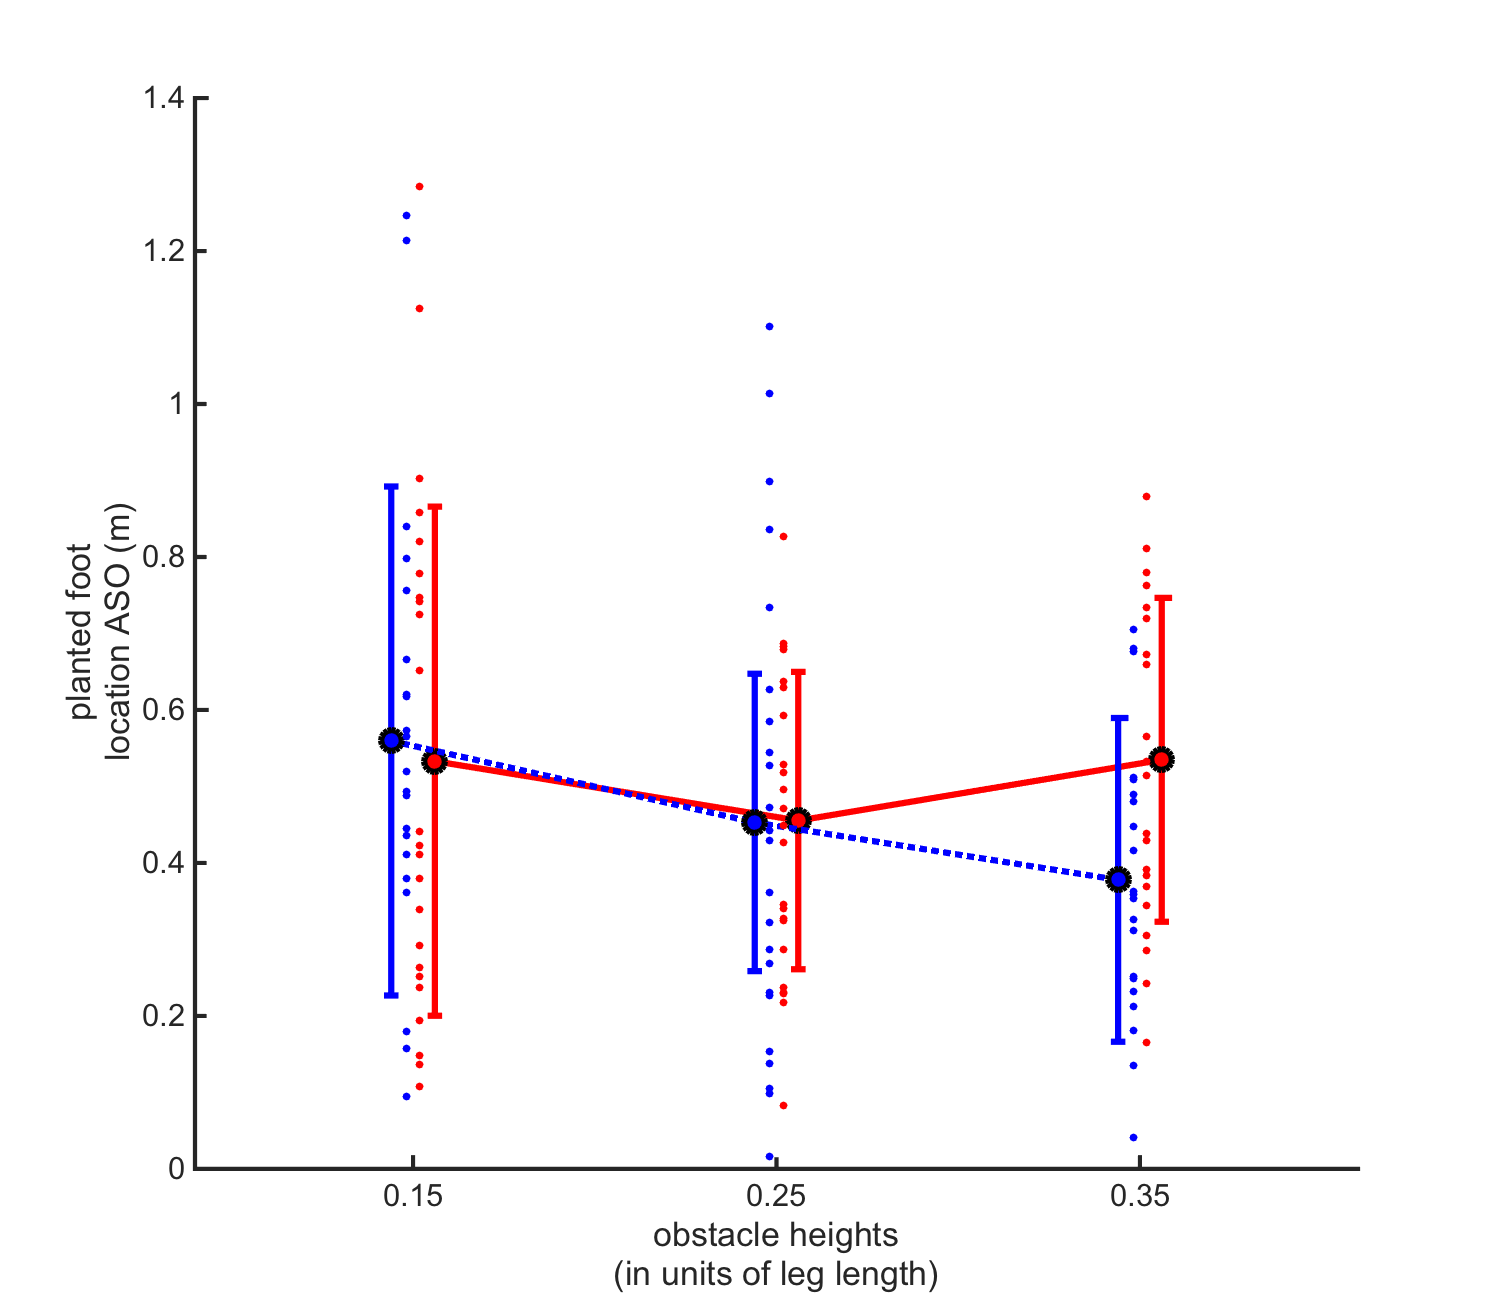 1.4
1.2
1
0.8
0.6
0.4
0.2
0
planted foot
location ASO (m)
0.15
0.25
0.35
obstacle heights
(in units of leg length)